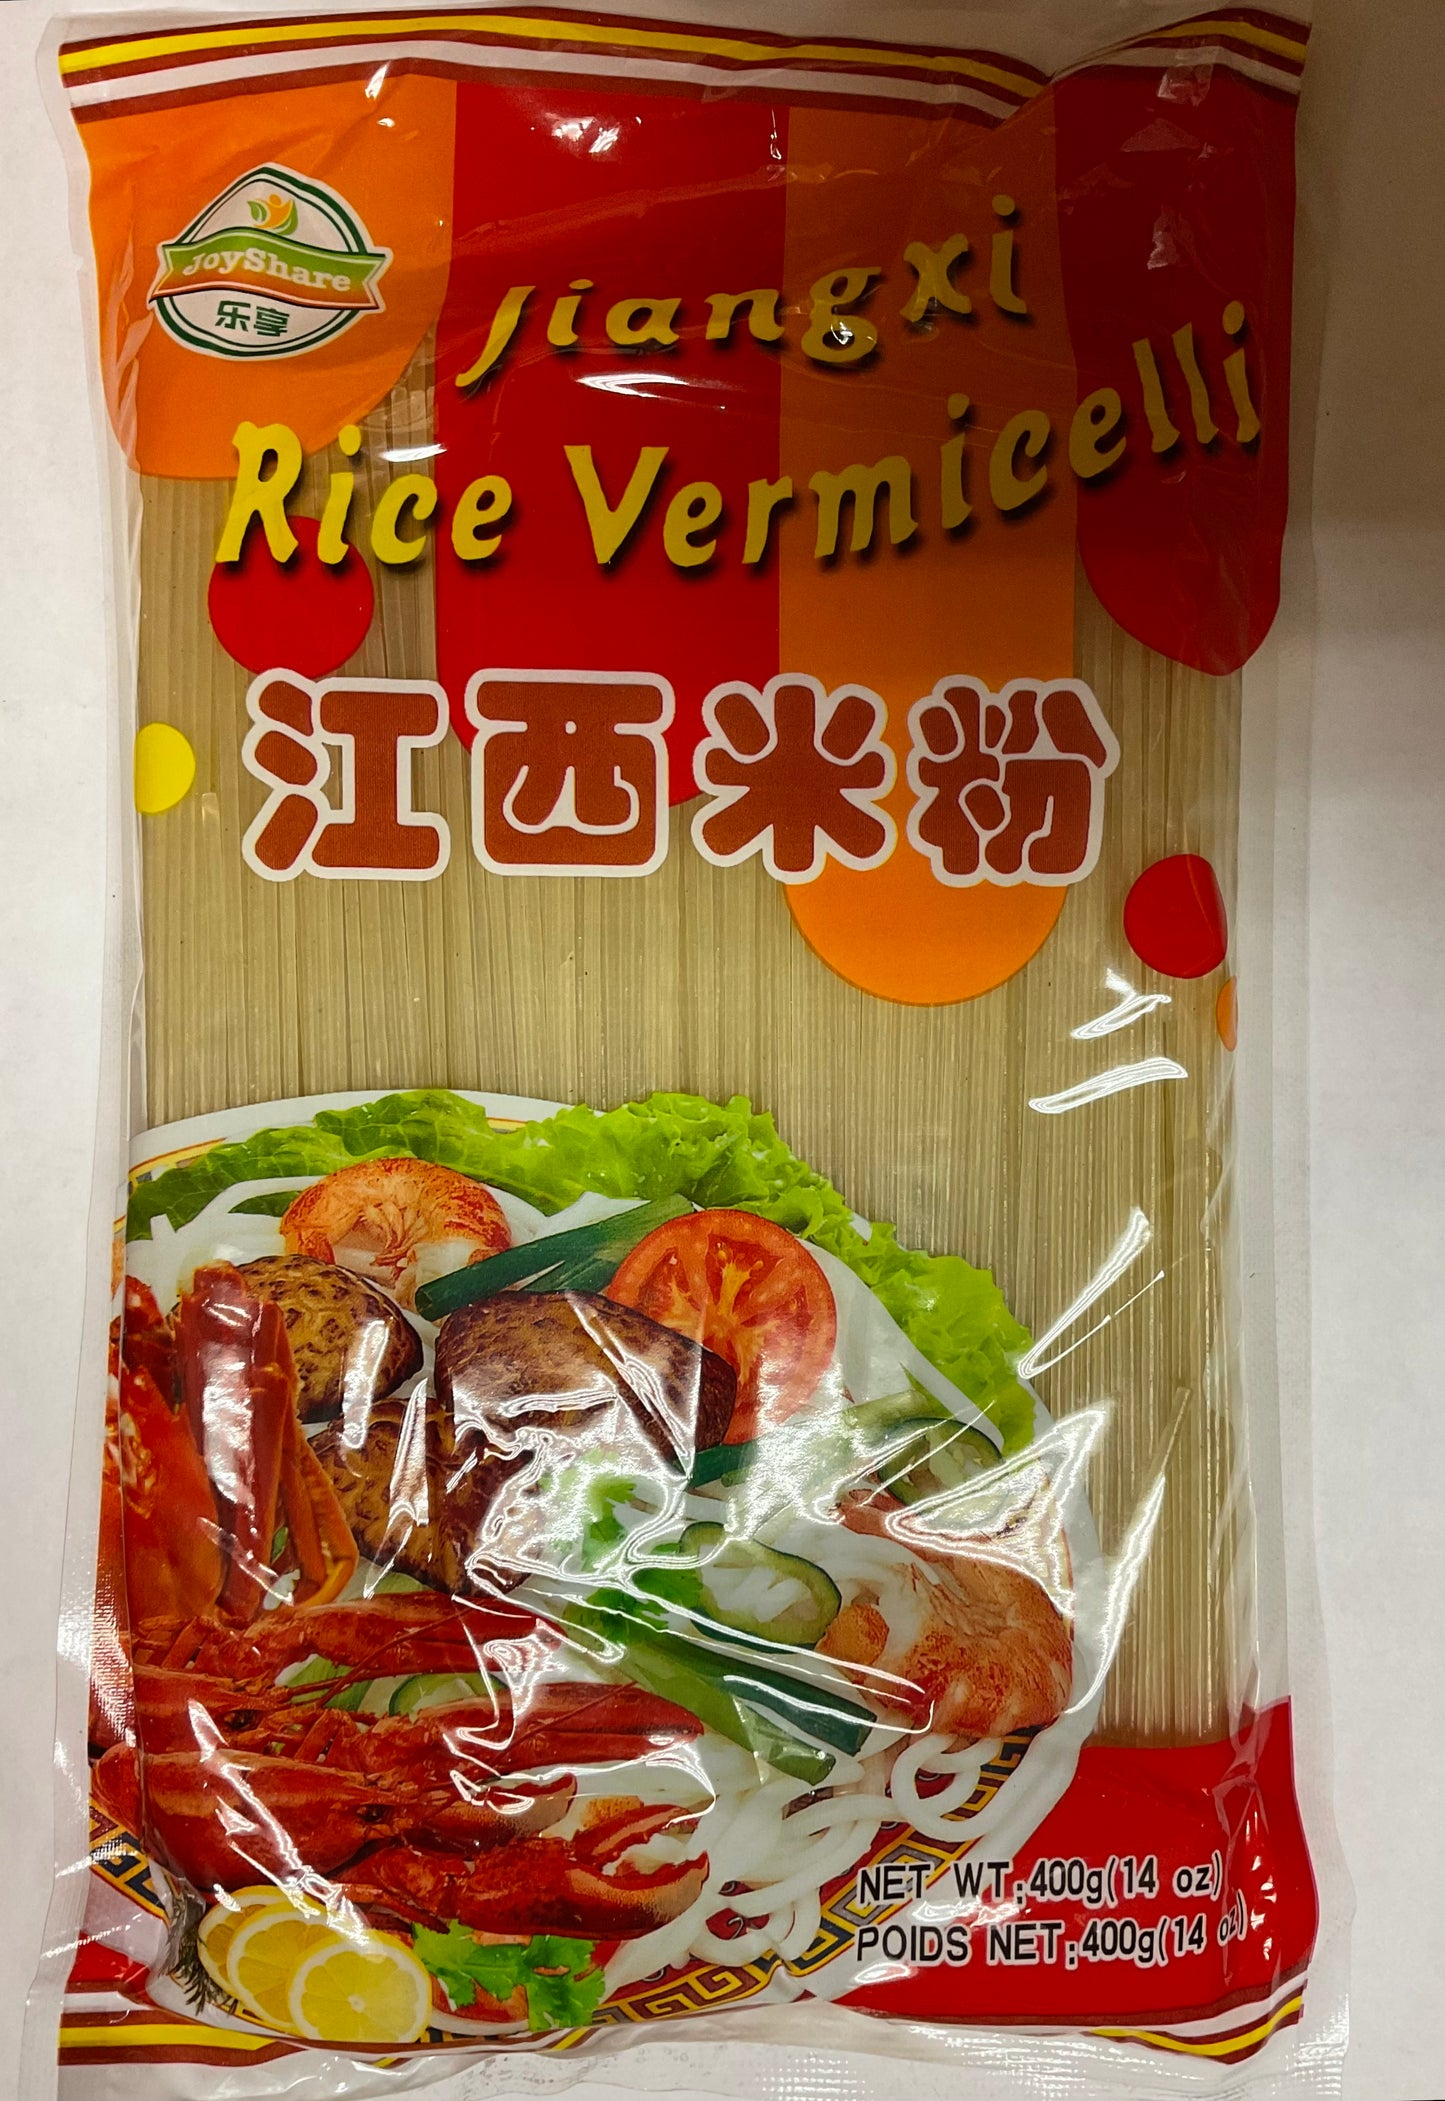 JoyShare
乐享
Jiangxi
Rice Vermicelli
江西米粉
NET WT:400g(14 oz)
POIDS NET:400g(14 oz)